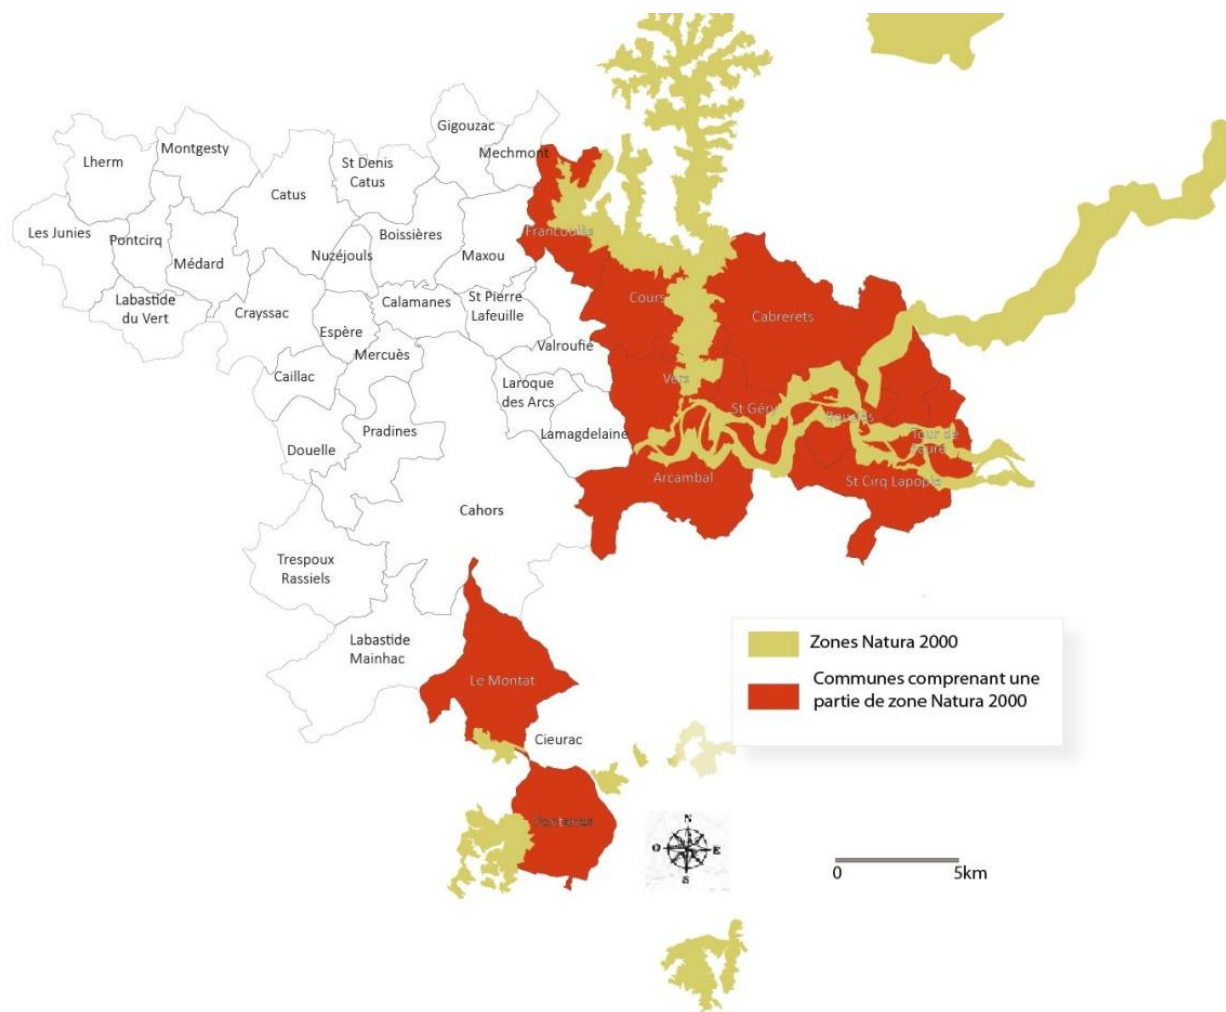 Gigouzac
Montgesty
Mechmont
Lherm
St Denis
Catus
Catus
Les Junies
Pontcirq
Boissières
Francoulès
Médard
Nuzéjouls
Maxou
Labastide
du Vert
Crayssac
Calamanes
St Pierre
Lafeuille
Cours
Cabrerets
Espère
Mercuès
Valroufié
Caillac
Laroque
des Arcs
Vers
St Géry
Bouziès
Pradines
Lamagdelaine
Tour de
Faure
Douelle
Arcambal
St Cirq Lapopie
Cahors
Trespoux
Rassiels
Labastide
Mainhac
Le Montat
Zones Natura 2000
Communes comprenant une
partie de zone Natura 2000
Cieurac
Fontanes
N
O
E
S
0
5km